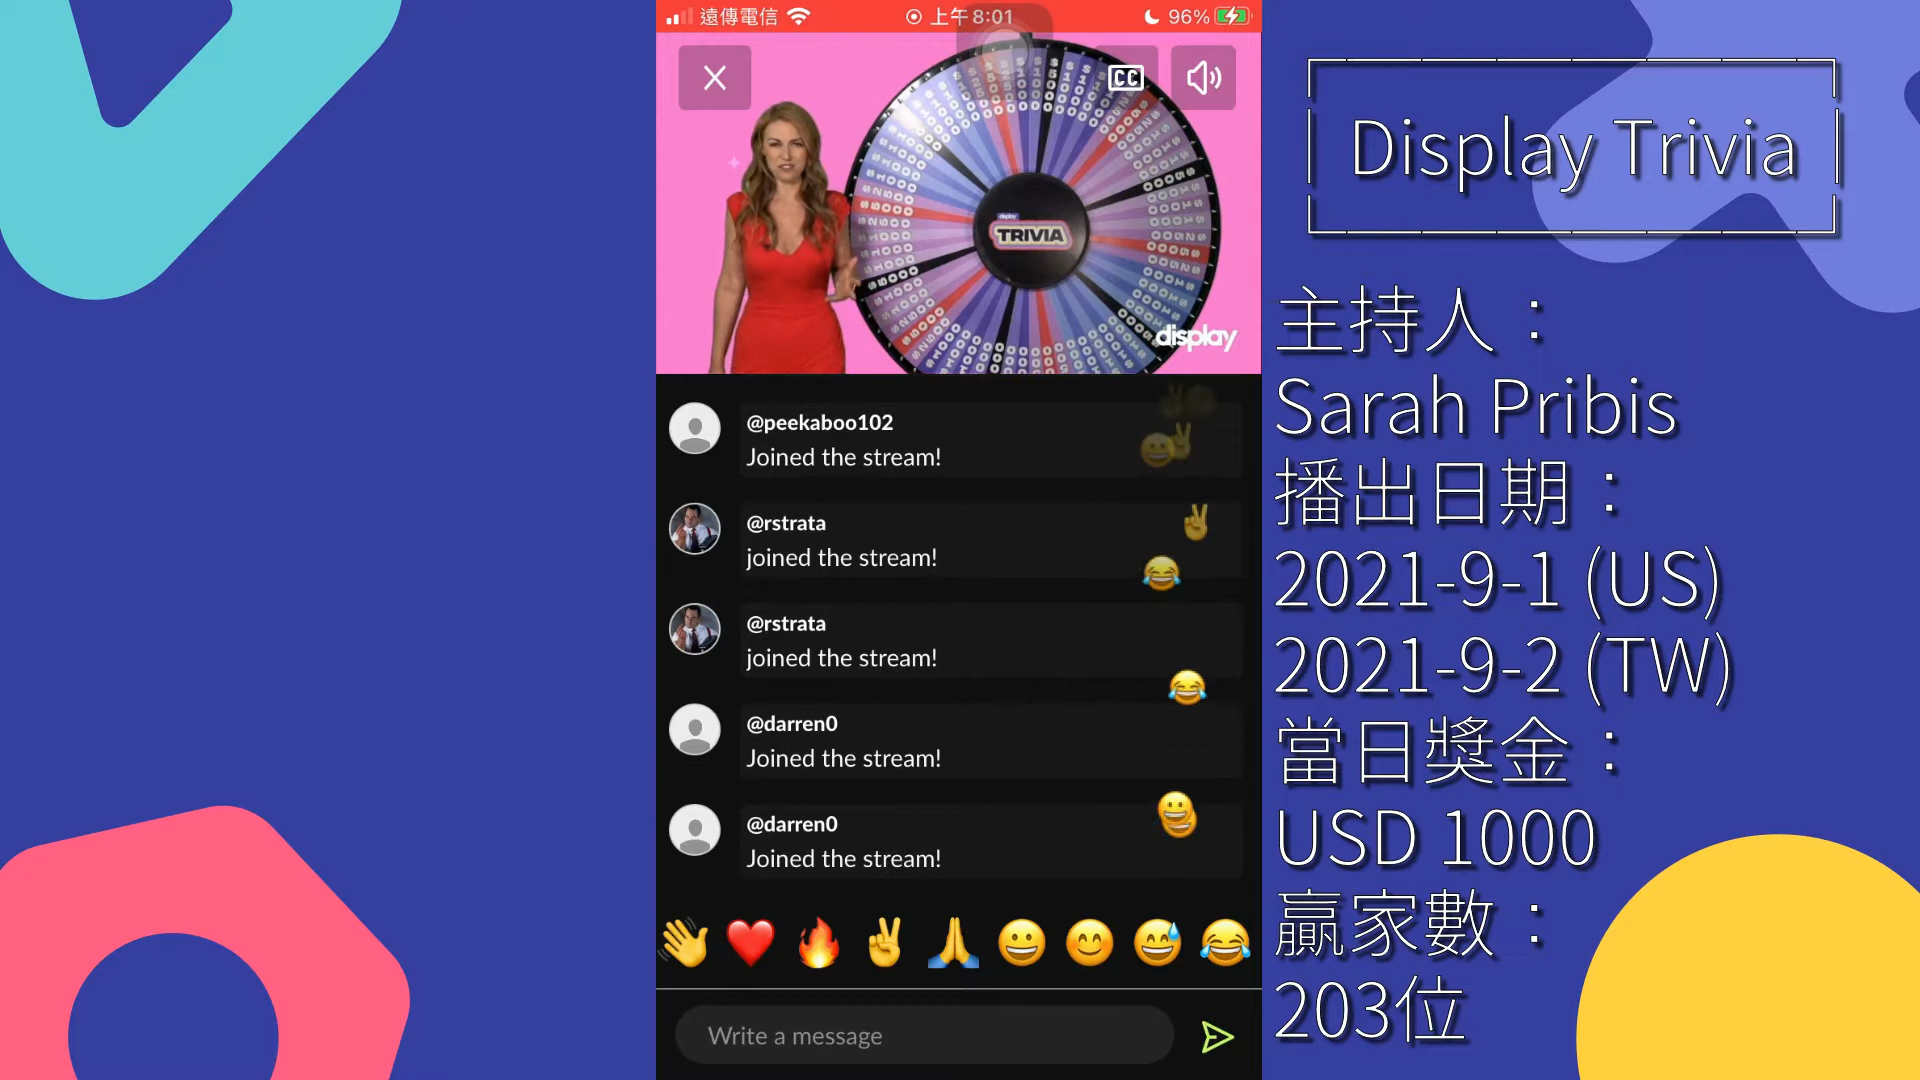 遠傳電信
上午8:01
96%
CC
display
TRIVIA
display
@peekaboo102
Joined the stream!
@rstrata
joined the stream!
@rstrata
joined the stream!
@darren0
Joined the stream!
@darren0
Joined the stream!
Write a message
Display Trivia
主持人：
Sarah Pribis
播出日期：
2021-9-1 (US)
2021-9-2 (TW)
當日獎金：
USD 1000
贏家數：
203位